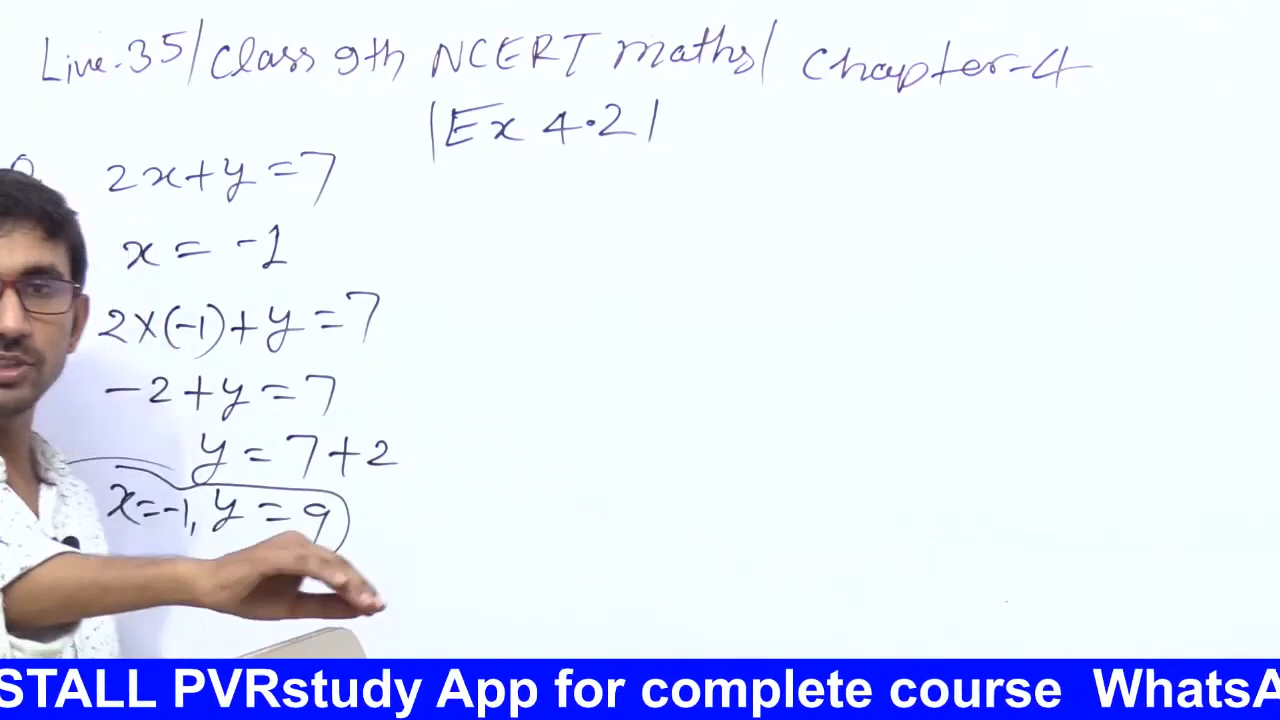 Live-35/Class 9th NCERT maths/ Chapter-4
|Ex 4.2|
2x+y=7
x = -1
2×(-1)+y=7
-2+y=7
y=7+2
x=-1, y=9
STALL PVRstudy App for complete course WhatsA